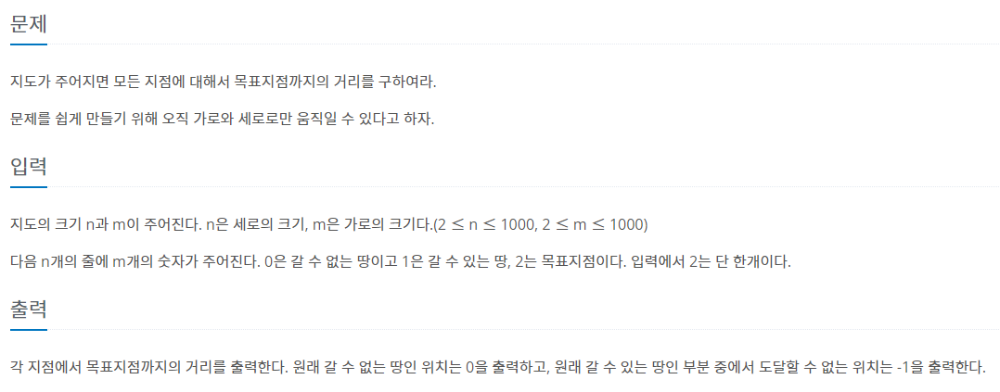 문제
지도가 주어지면 모든 지점에 대해서 목표지점까지의 거리를 구하여라.
문제를 쉽게 만들기 위해 오직 가로와 세로로만 움직일 수 있다고 하자.
입력
지도의 크기 n과 m이 주어진다. n은 세로의 크기, m은 가로의 크기다.(2 ≤ n ≤ 1000, 2 ≤ m ≤ 1000)
다음 n개의 줄에 m개의 숫자가 주어진다. 0은 갈 수 없는 땅이고 1은 갈 수 있는 땅, 2는 목표지점이다. 입력에서 2는 단 한개이다.
출력
각 지점에서 목표지점까지의 거리를 출력한다. 원래 갈 수 없는 땅인 위치는 0을 출력하고, 원래 갈 수 있는 땅인 부분 중에서 도달할 수 없는 위치는 -1을 출력한다.